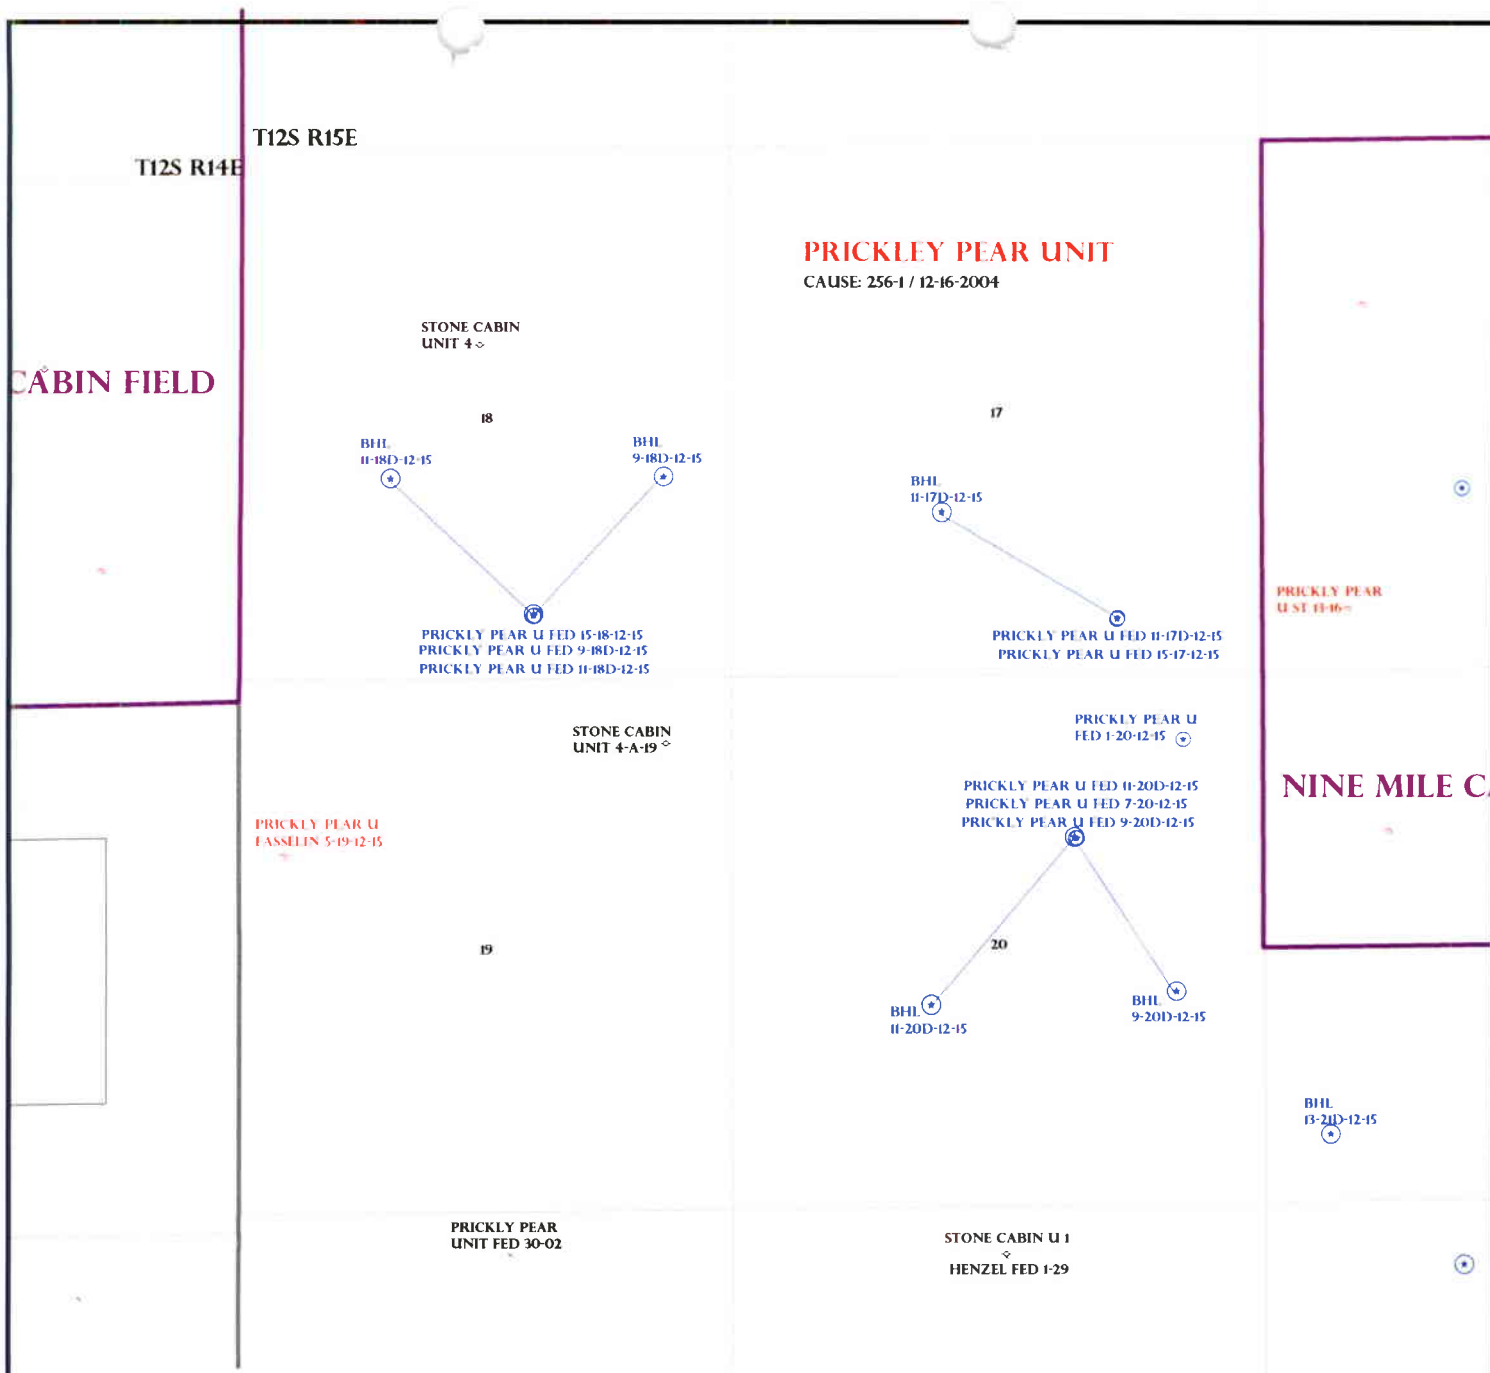 T12S R15E
T12S R14E
PRICKLEY PEAR UNIT
CAUSE: 256-1 / 12-16-2004
STONE CABIN
UNIT 4
CABIN FIELD
18
17
BHL
11-18D-12-15
BHL
9-18D-12-15
BHL
11-17D-12-15
PRICKLY PEAR
U ST 13-16
PRICKLY PEAR U FED 15-18-12-15
PRICKLY PEAR U FED 9-18D-12-15
PRICKLY PEAR U FED 11-18D-12-15
PRICKLY PEAR U FED 11-17D-12-15
PRICKLY PEAR U FED 15-17-12-15
STONE CABIN
UNIT 4-A-19
PRICKLY PEAR U
FED 1-20-12-15
PRICKLY PEAR U FED 11-20D-12-15
PRICKLY PEAR U FED 7-20-12-15
PRICKLY PEAR U FED 9-20D-12-15
NINE MILE CA
PRICKLY PEAR U
FASSELIN 5-19-12-15
19
20
BHL
11-20D-12-15
BHL
9-20D-12-15
BHL
13-21D-12-15
PRICKLY PEAR
UNIT FED 30-02
STONE CABIN U 1
HENZEL FED 1-29